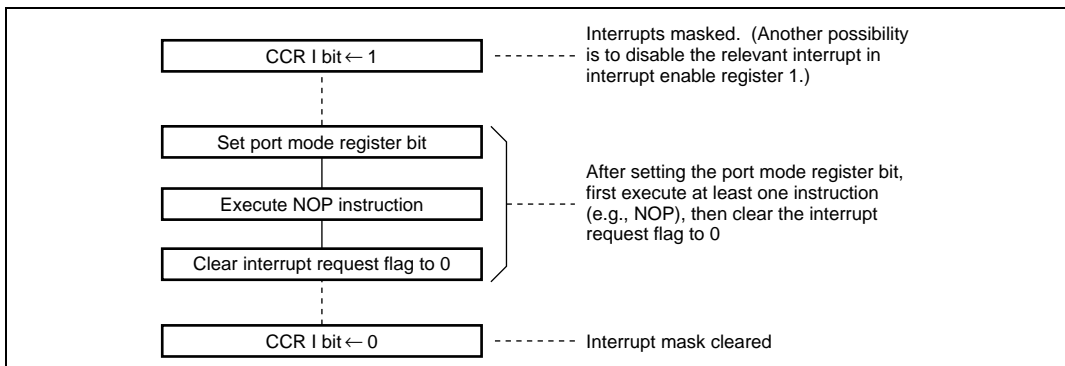 CCR I bit ← 1
Interrupts masked. (Another possibility
is to disable the relevant interrupt in
interrupt enable register 1.)
Set port mode register bit
Execute NOP instruction
Clear interrupt request flag to 0
After setting the port mode register bit,
first execute at least one instruction
(e.g., NOP), then clear the interrupt
request flag to 0
CCR I bit ← 0
Interrupt mask cleared